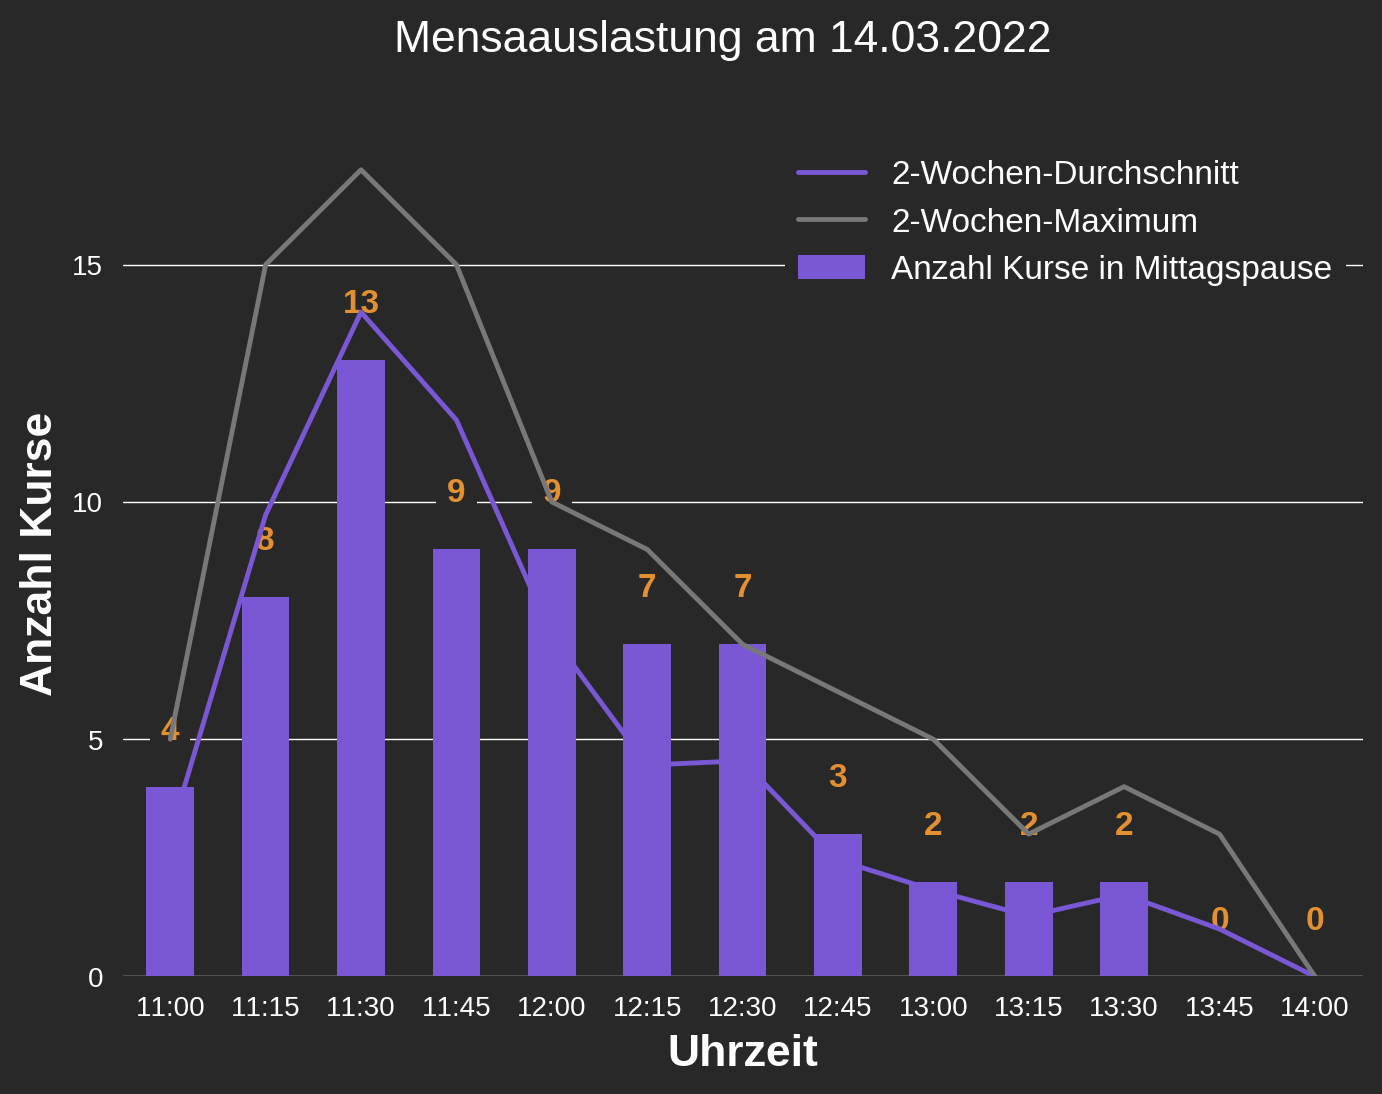 Mensaauslastung am 14.03.2022
2-Wochen-Durchschnitt
2-Wochen-Maximum
Anzahl Kurse in Mittagspause
Anzahl Kurse
15
10
5
0
4
8
13
9
9
7
7
3
2
2
2
0
0
11:00 11:15 11:30 11:45 12:00 12:15 12:30 12:45 13:00 13:15 13:30 13:45 14:00
Uhrzeit